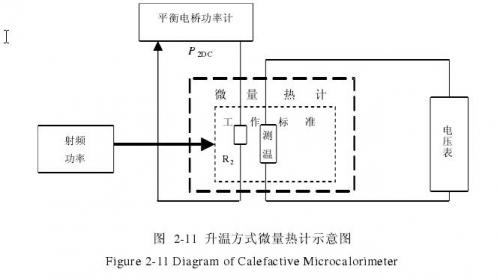 平衡电桥功率计
P2DC
微 量 热 计
工 作 标 准
射频
功率
R2
测
温
电
压
表
图 2-11 升温方式微量热计示意图
Figure 2-11 Diagram of Calefactive Microcalorimeter